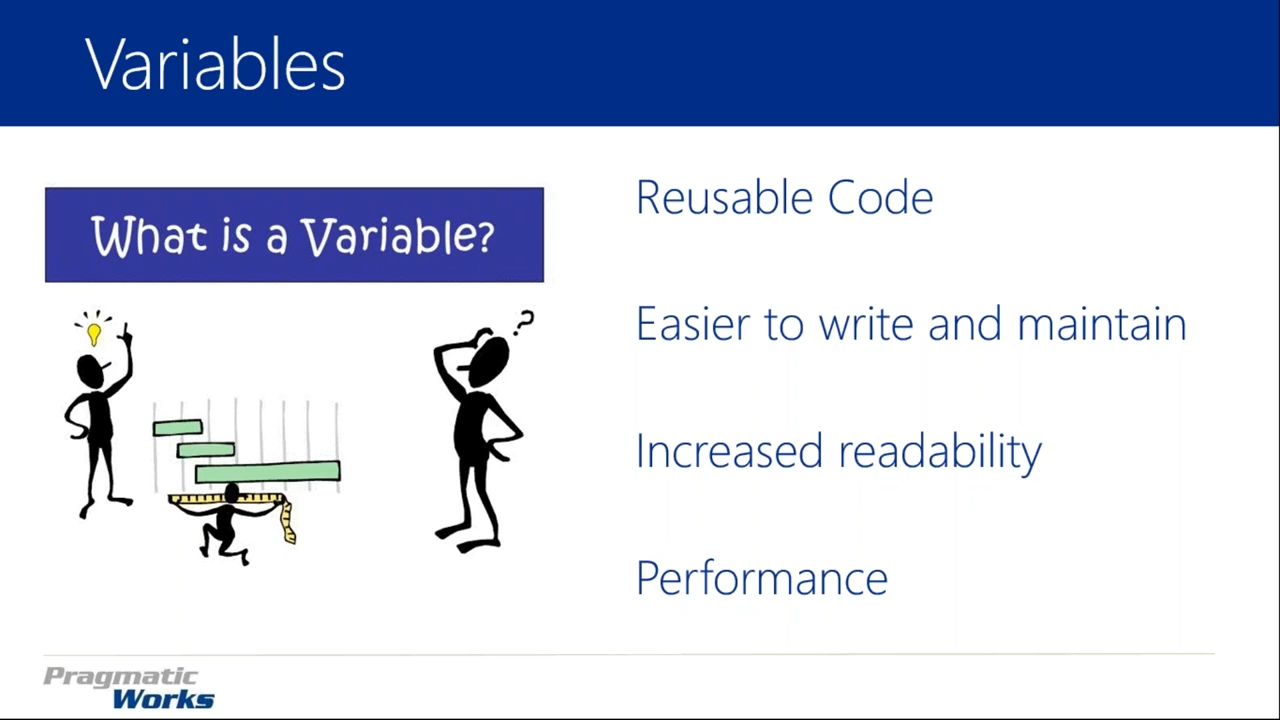 Variables
What is a Variable?
?
Reusable Code
Easier to write and maintain
Increased readability
Performance
Pragmatic
Works